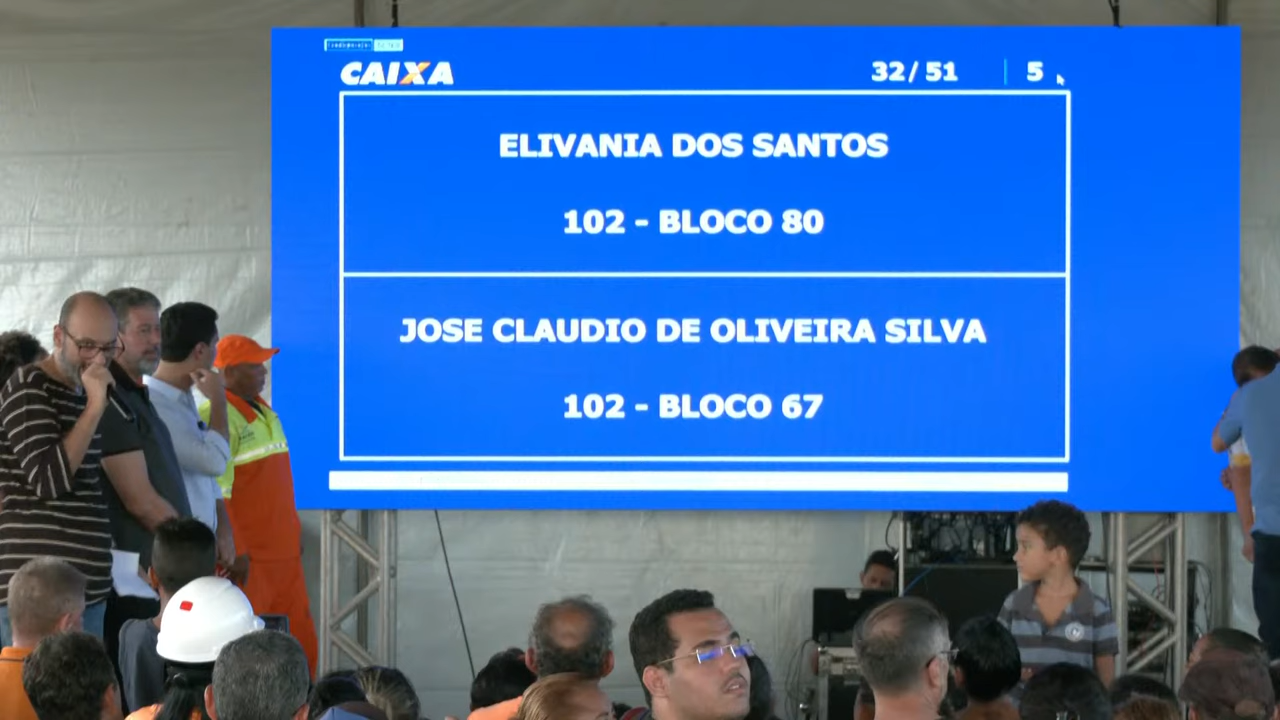 CAIXA
32/ 51 | 5
ELIVANIA DOS SANTOS
102 - BLOCO 80
JOSE CLAUDIO DE OLIVEIRA SILVA
102 - BLOCO 67